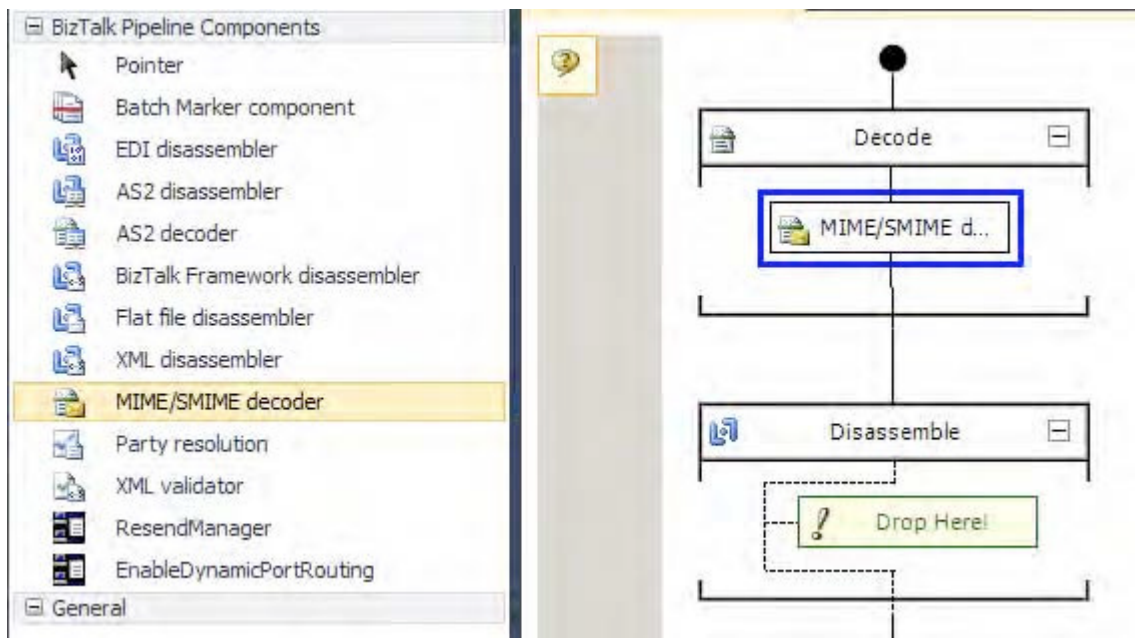 BizTalk Pipeline Components
Pointer
Batch Marker component
EDI disassembler
AS2 disassembler
AS2 decoder
BizTalk Framework disassembler
Flat file disassembler
XML disassembler
MIME/SMIME decoder
Party resolution
XML validator
ResendManager
EnableDynamicPortRouting
General
Decode
MIME/SMIME d...
Disassemble
Drop Here!